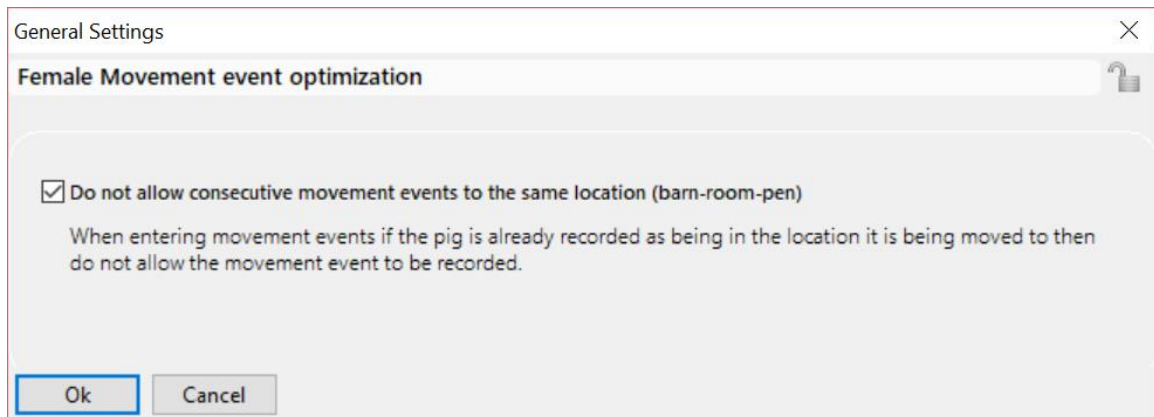 General Settings
Female Movement event optimization
Do not allow consecutive movement events to the same location (barn-room-pen)
When entering movement events if the pig is already recorded as being in the location it is being moved to then
do not allow the movement event to be recorded.
Ok Cancel